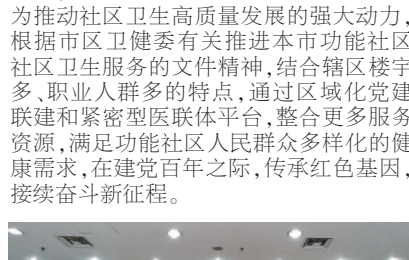 为推动社区卫生高质量发展的强大动力,
根据市区卫健委有关推进本市功能社区
社区卫生服务的文件精神,结合辖区楼宇
多、职业人群多的特点,通过区域化党建
联建和紧密型医联体平台,整合更多服务
资源,满足功能社区人民群众多样化的健
康需求,在建党百年之际,传承红色基因,
接续奋斗新征程。